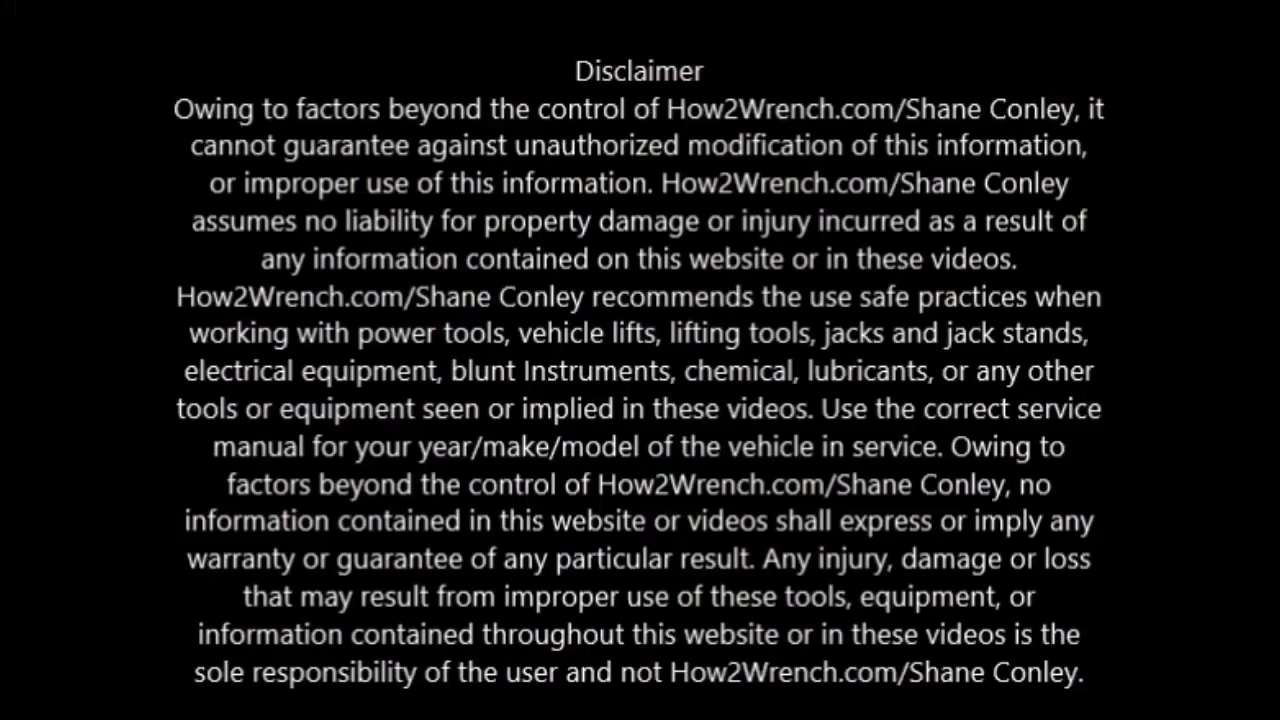 Disclaimer
Owing to factors beyond the control of How2Wrench.com/Shane Conley, it
cannot guarantee against unauthorized modification of this information,
or improper use of this information. How2Wrench.com/Shane Conley
assumes no liability for property damage or injury incurred as a result of
any information contained on this website or in these videos.
How2Wrench.com/Shane Conley recommends the use safe practices when
working with power tools, vehicle lifts, lifting tools, jacks and jack stands,
electrical equipment, blunt Instruments, chemical, lubricants, or any other
tools or equipment seen or implied in these videos. Use the correct service
manual for your year/make/model of the vehicle in service. Owing to
factors beyond the control of How2Wrench.com/Shane Conley, no
information contained in this website or videos shall express or imply any
warranty or guarantee of any particular result. Any injury, damage or loss
that may result from improper use of these tools, equipment, or
information contained throughout this website or in these videos is the
sole responsibility of the user and not How2Wrench.com/Shane Conley.